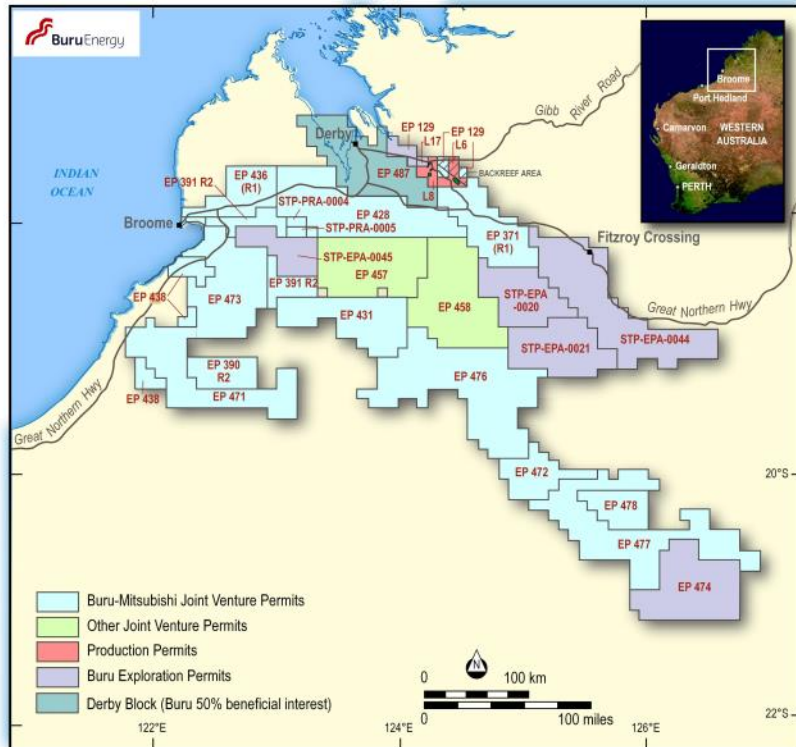 BuruEnergy
Broome
Port Hedland
Carnarvon
WESTERN
AUSTRALIA
Geraldton
PERTH
Gibb River Road
Derby
EP 129
L17
EP 129
L6
BACKREEF AREA
INDIAN
OCEAN
EP 391 R2
EP 436
(R1)
EP 487
L8
STP-PRA-0004
EP 428
STP-PRA-0005
Broome
EP 371
(R1)
Fitzroy Crossing
STP-EPA-0045
EP 457
EP 391 R2
EP 438
EP 473
EP 431
EP 458
STP-EPA
-0020
Great Northern Hwy
STP-EPA-0021
STP-EPA-0044
EP 390
R2
EP 476
EP 438
EP 471
Great Northern Hwy
EP 472
20°S
EP 478
EP 477
EP 474
Buru-Mitsubishi Joint Venture Permits
Other Joint Venture Permits
Production Permits
Buru Exploration Permits
Derby Block (Buru 50% beneficial interest)
N
0 100 km
0 100 miles
22°S
122°E
124°E
126°E